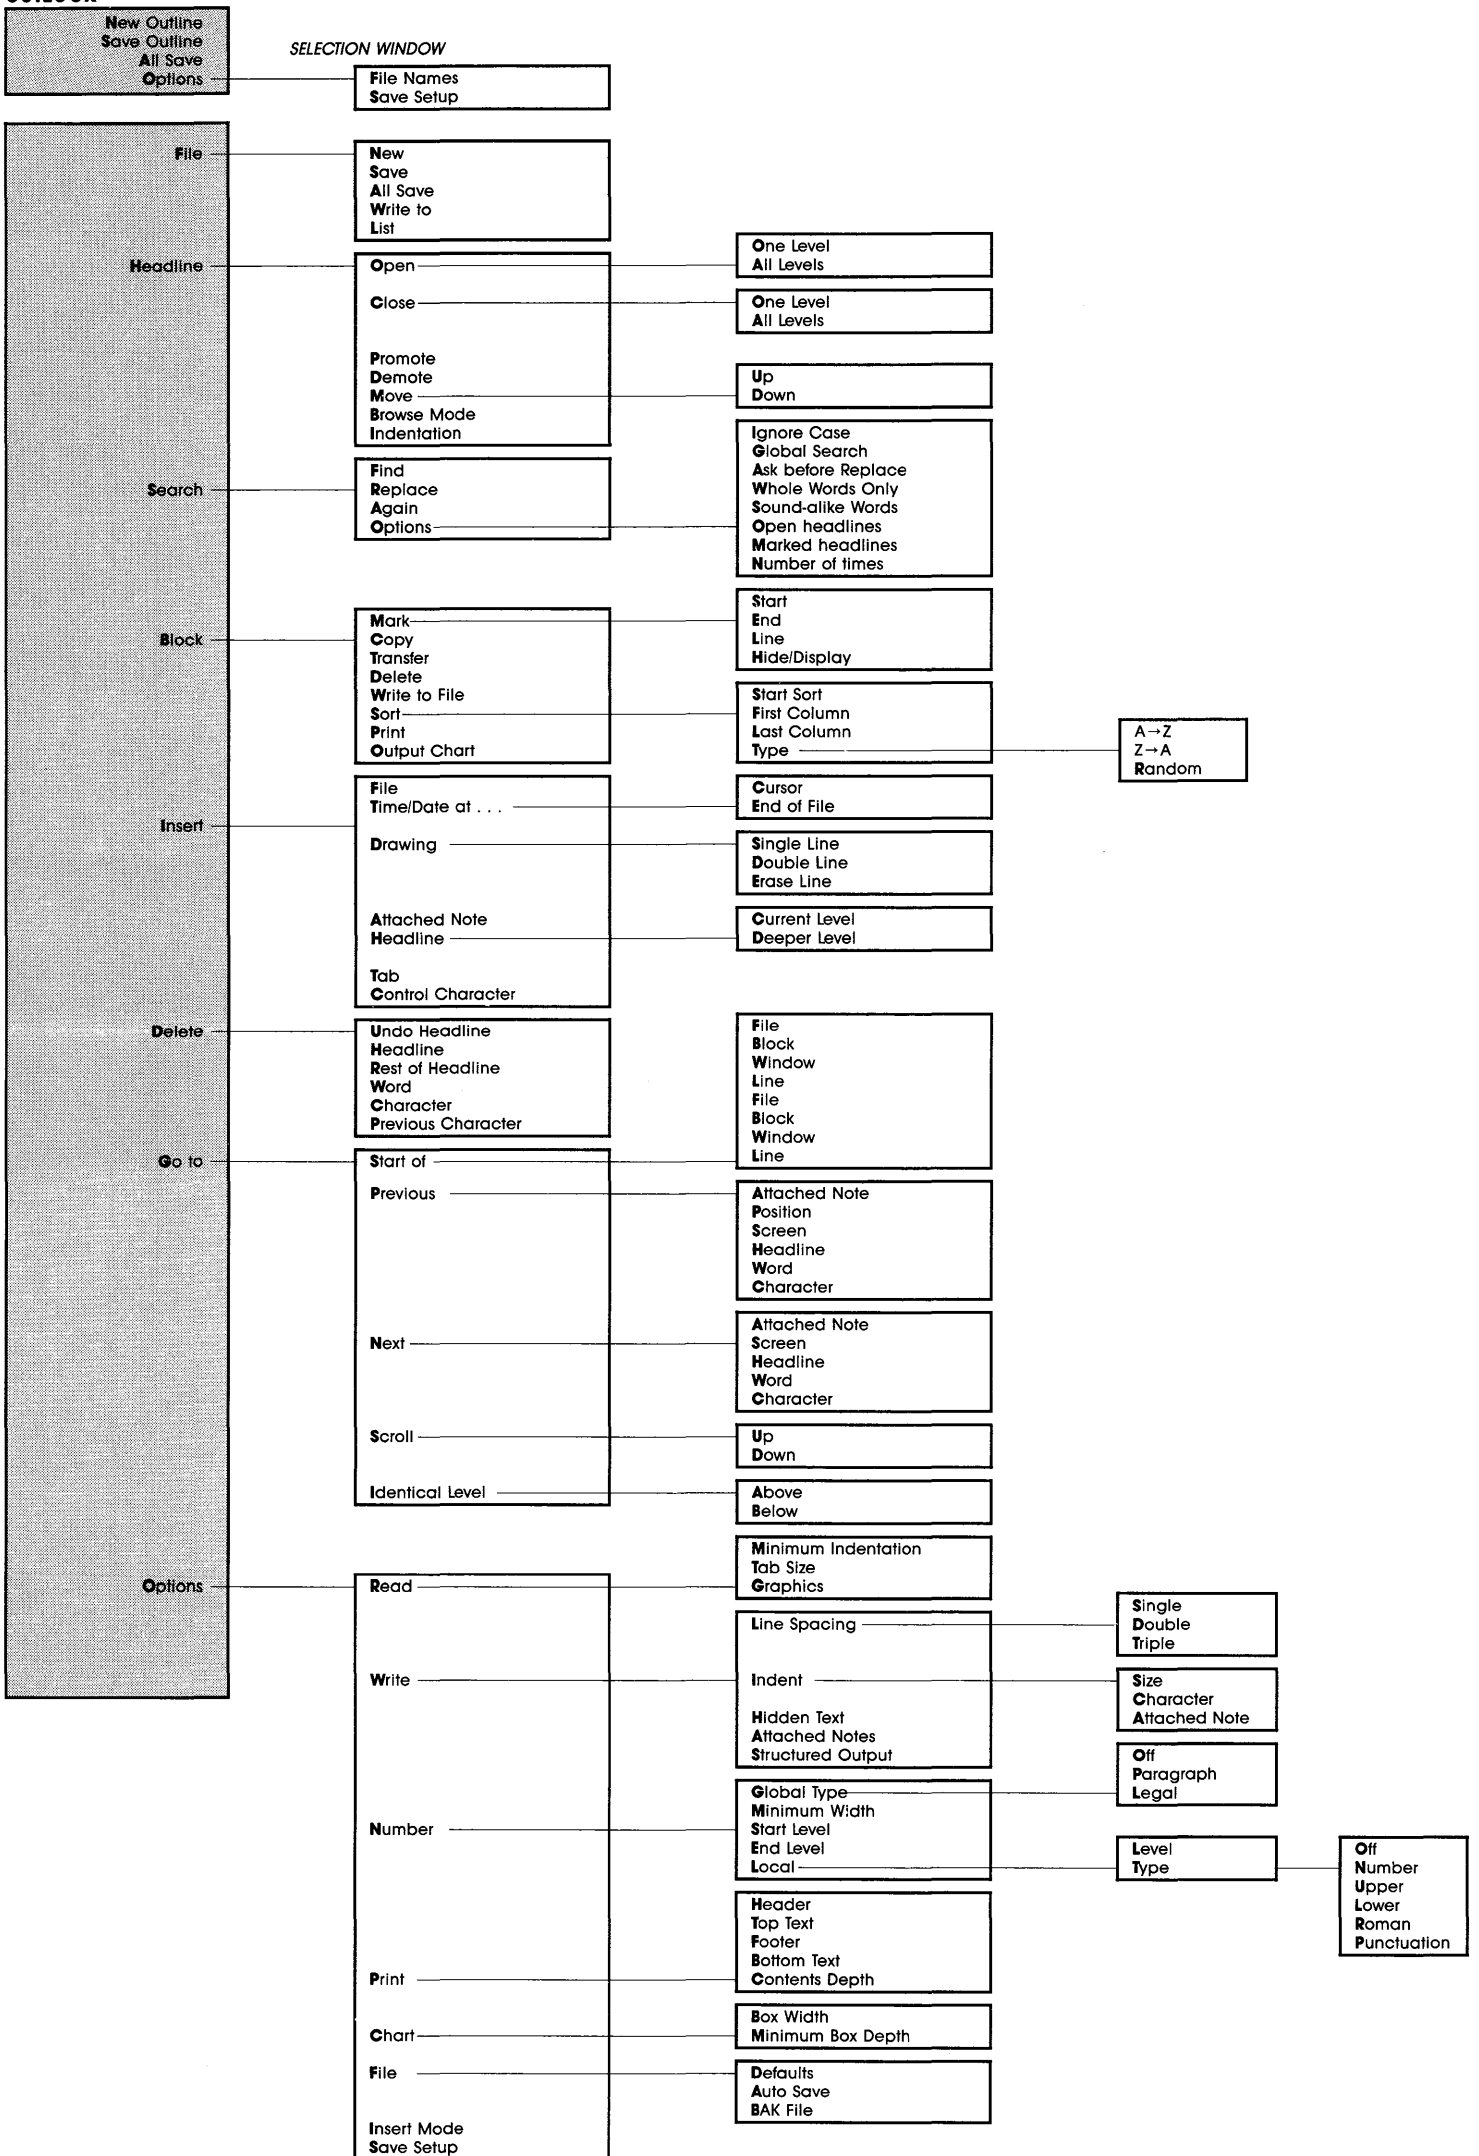 OUTLOOK
New Outline
Save Outline
All Save
Options
SELECTION WINDOW
File Names
Save Setup
File
New
Save
All Save
Write to
List
Headline
Open
Close
Promote
Demote
Move
Browse Mode
Indentation
One Level
All Levels
One Level
All Levels
Up
Down
Search
Find
Replace
Again
Options
Ignore Case
Global Search
Ask before Replace
Whole Words Only
Sound-alike Words
Open headlines
Marked headlines
Number of times
Block
Mark
Copy
Transfer
Delete
Write to File
Sort
Print
Output Chart
Start
End
Line
Hide/Display
Start Sort
First Column
Last Column
Type
A→Z
Z→A
Random
Insert
File
Time/Date at . . .
Drawing
Attached Note
Headline
Tab
Control Character
Cursor
End of File
Single Line
Double Line
Erase Line
Current Level
Deeper Level
Delete
Undo Headline
Headline
Rest of Headline
Word
Character
Previous Character
Go to
Start of
Previous
Next
Scroll
Identical Level
File
Block
Window
Line
File
Block
Window
Line
Attached Note
Position
Screen
Headline
Word
Character
Attached Note
Screen
Headline
Word
Character
Up
Down
Above
Below
Options
Read
Write
Number
Print
Chart
File
Insert Mode
Save Setup
Minimum Indentation
Tab Size
Graphics
Line Spacing
Indent
Hidden Text
Attached Notes
Structured Output
Single
Double
Triple
Size
Character
Attached Note
Global Type
Minimum Width
Start Level
End Level
Local
Off
Paragraph
Legal
Level
Type
Off
Number
Upper
Lower
Roman
Punctuation
Header
Top Text
Footer
Bottom Text
Contents Depth
Box Width
Minimum Box Depth
Defaults
Auto Save
BAK File